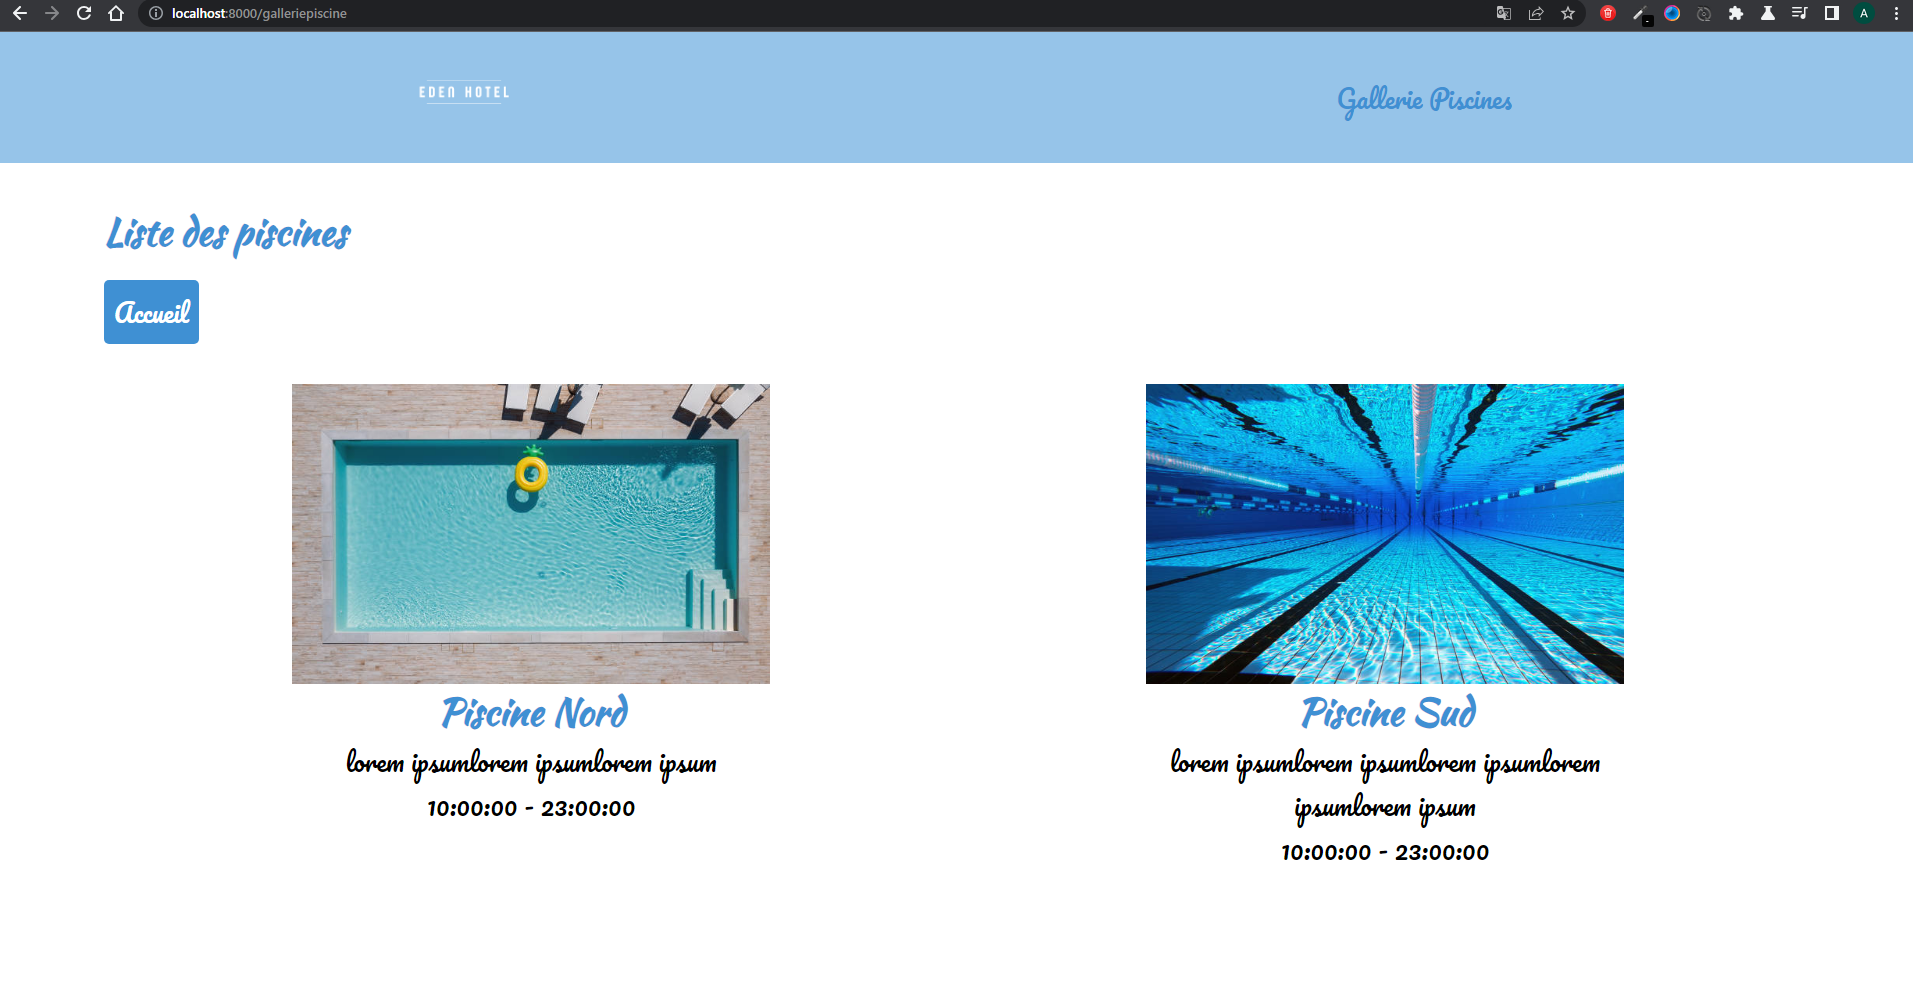 localhost:8000/galleriepiscine
A
EDEN HOTEL
Gallerie Piscines
Liste des piscines
Accueil
Piscine Nord
lorem ipsumlorem ipsumlorem ipsum
10:00:00 - 23:00:00
Piscine Sud
lorem ipsumlorem ipsumlorem ipsumlorem
ipsumlorem ipsum
10:00:00 - 23:00:00